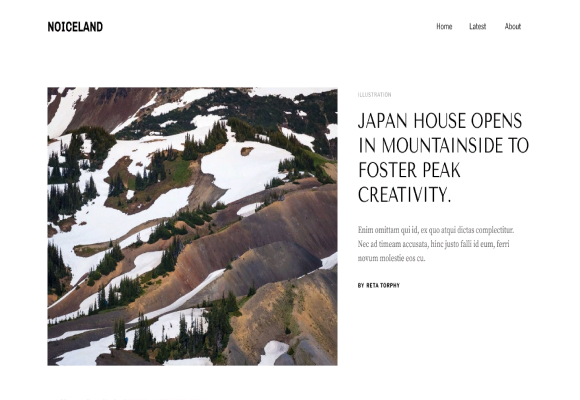 NOICELAND
Home Latest About
ILLUSTRATION
JAPAN HOUSE OPENS
IN MOUNTAINSIDE TO
FOSTER PEAK
CREATIVITY.
Enim omittam qui id, ex quo atqui dictas complectitur.
Nec ad timeam accusata, hinc justo falli id eum, ferri
novum molestie eos cu.
BY RETA TORPHY